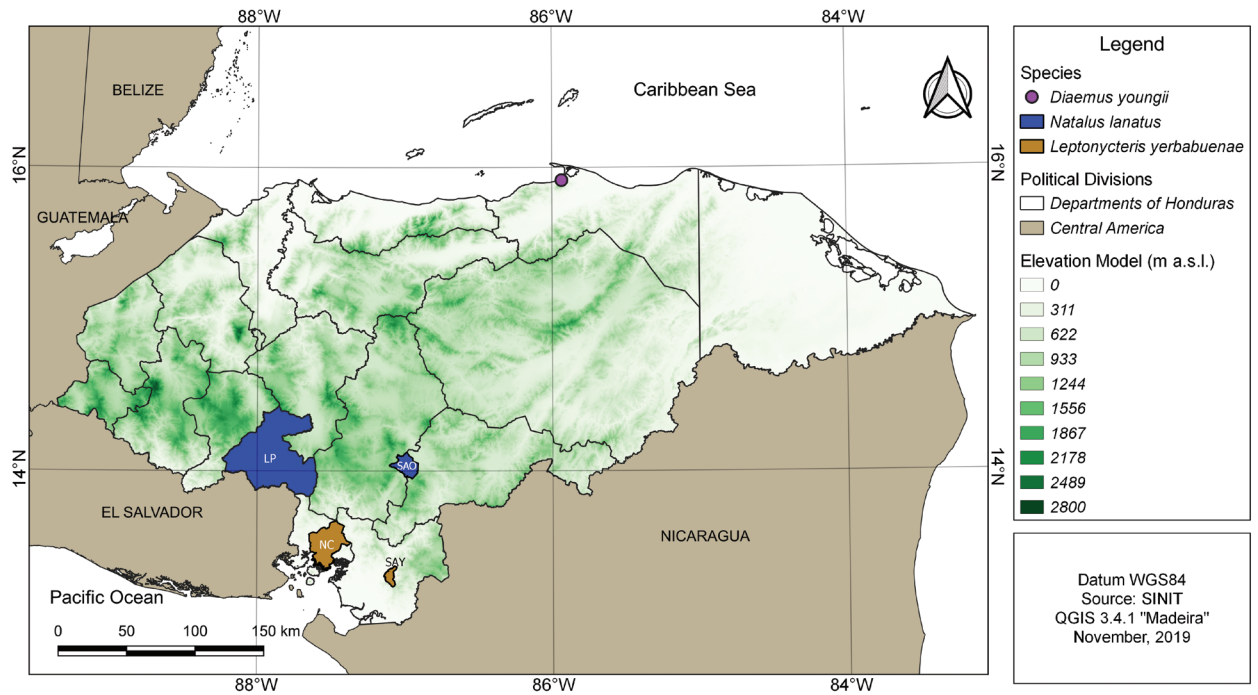 88°W
86°W
84°W
BELIZE
Caribbean Sea
16°N
16°N
GUATEMALA
LP
SAO
14°N
14°N
EL SALVADOR
NICARAGUA
NC
SAY
Pacific Ocean
0 50 100 150 km
88°W
86°W
84°W
Legend
Species
Diaemus youngii
Natalus lanatus
Leptonycteris yerbabuenae
Political Divisions
Departments of Honduras
Central America
Elevation Model (m a.s.l.)
0
311
622
933
1244
1556
1867
2178
2489
2800
Datum WGS84
Source: SINIT
QGIS 3.4.1 "Madeira"
November, 2019